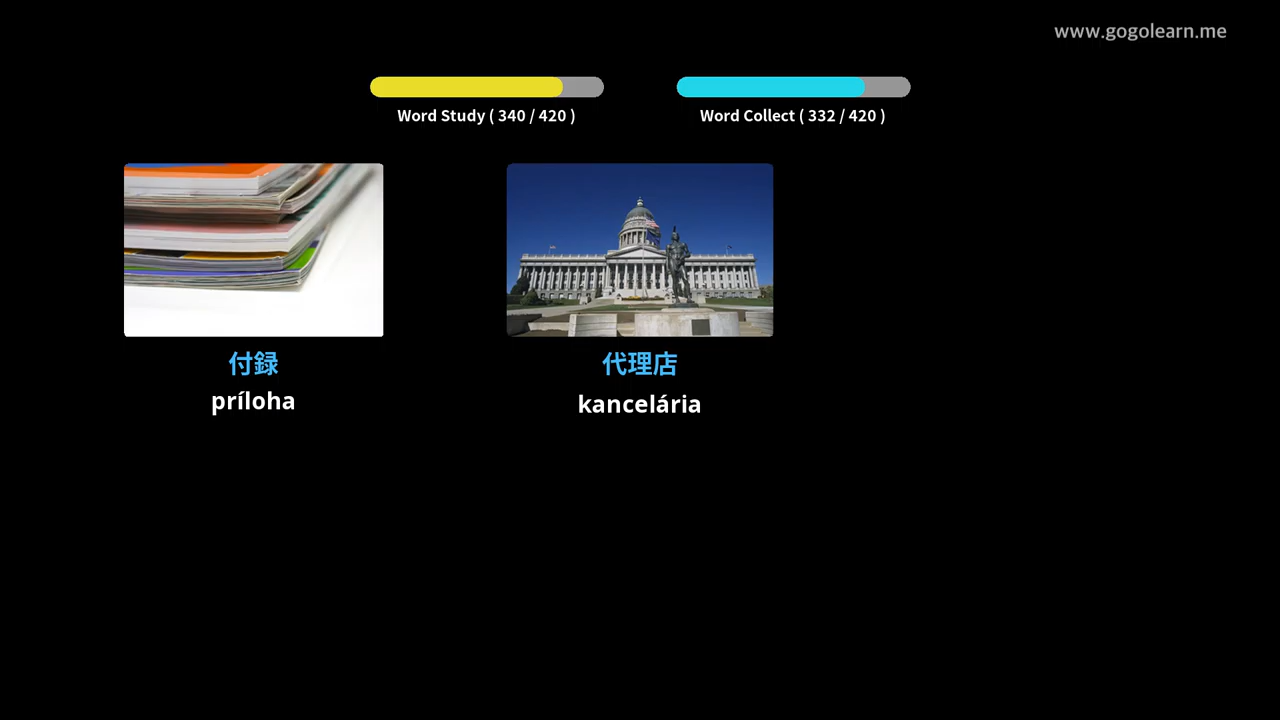 www.gogolearn.me
Word Study ( 340 / 420 )
Word Collect ( 332 / 420 )
付録
príloha
代理店
kancelária